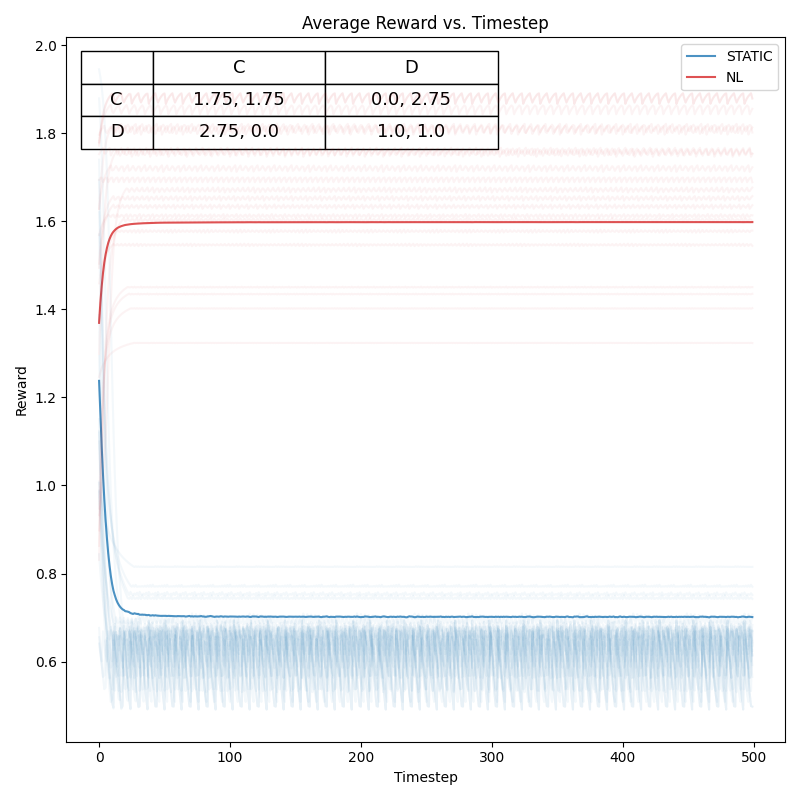 Average Reward vs. Timestep
C D
C 1.75, 1.75 0.0, 2.75
D 2.75, 0.0 1.0, 1.0
STATIC
NL
2.0
1.8
1.6
1.4
1.2
1.0
0.8
0.6
Reward
0 100 200 300 400 500
Timestep